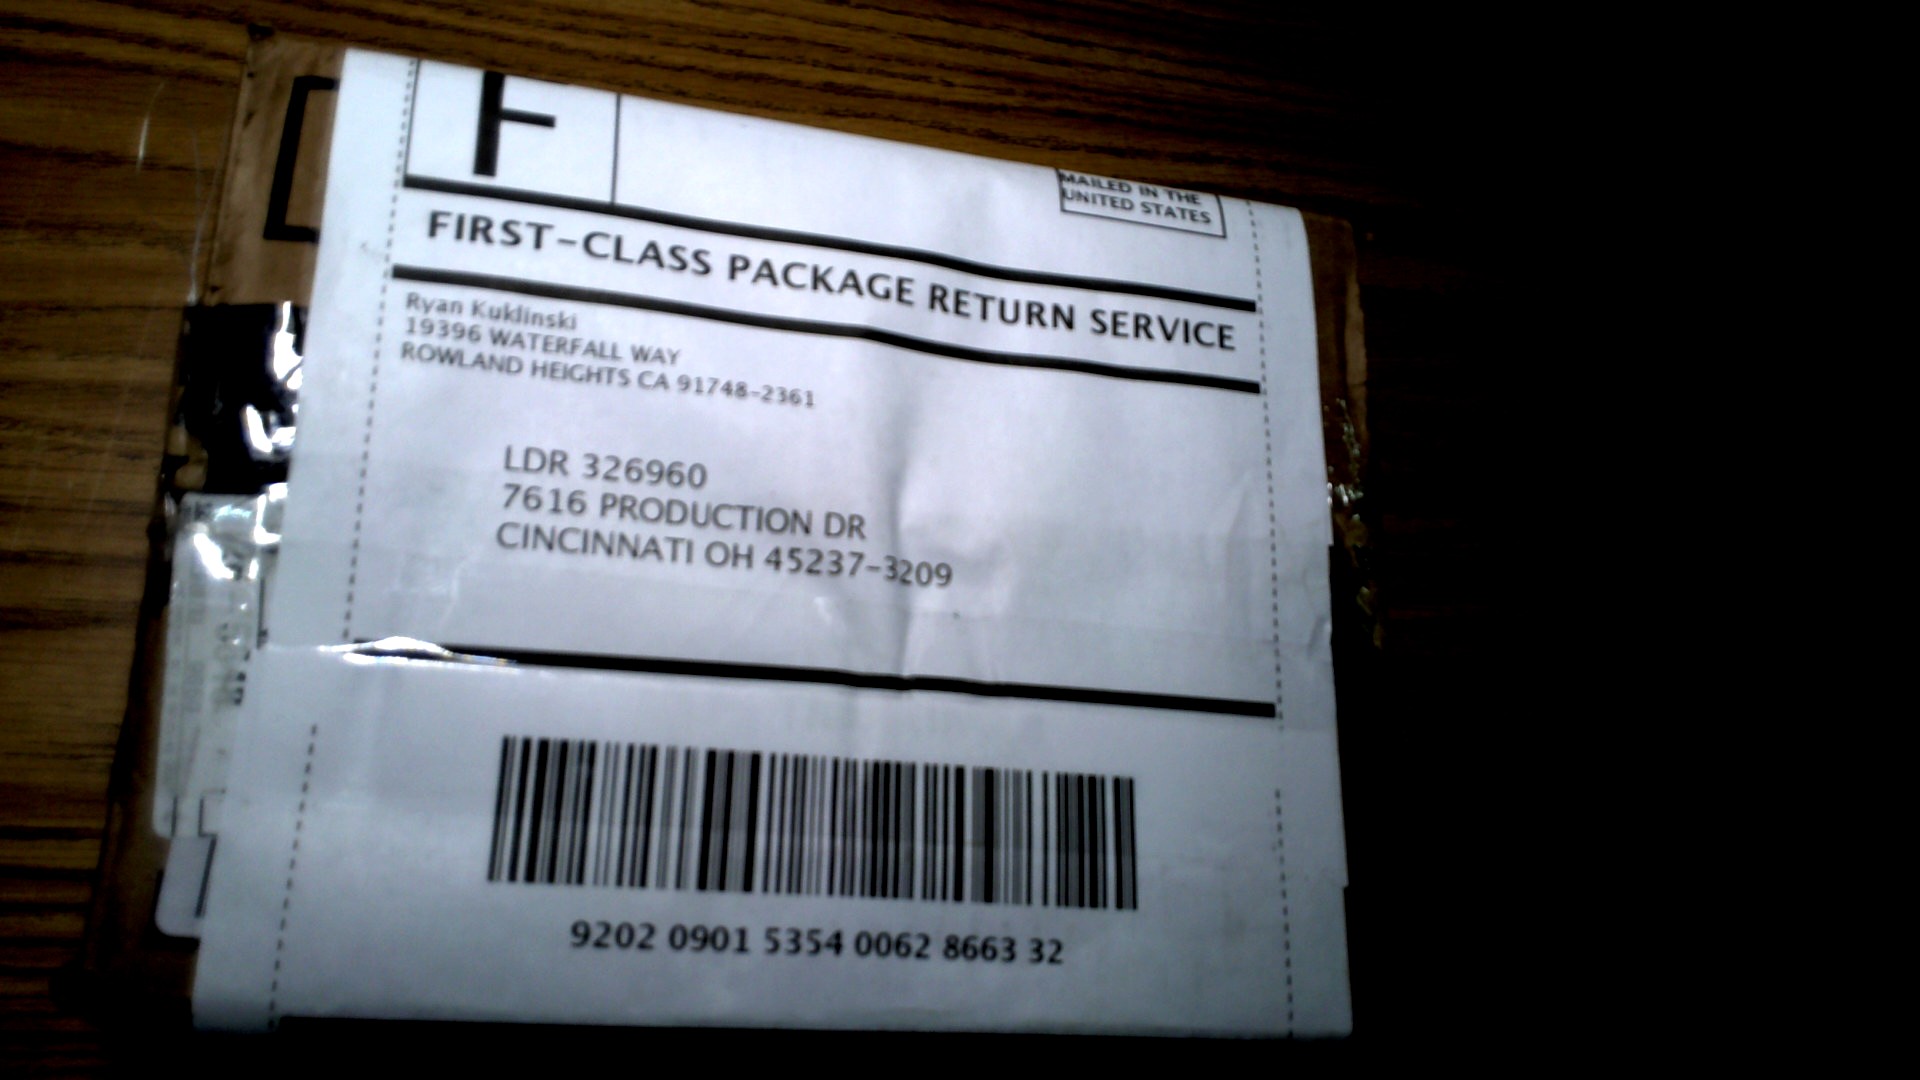 F
MAILED IN THE
UNITED STATES
FIRST-CLASS PACKAGE RETURN SERVICE
Ryan Kuklinski
19396 WATERFALL WAY
ROWLAND HEIGHTS CA 91748-2361
LDR 326960
7616 PRODUCTION DR
CINCINNATI OH 45237-3209
9202 0901 5354 0062 8663 32